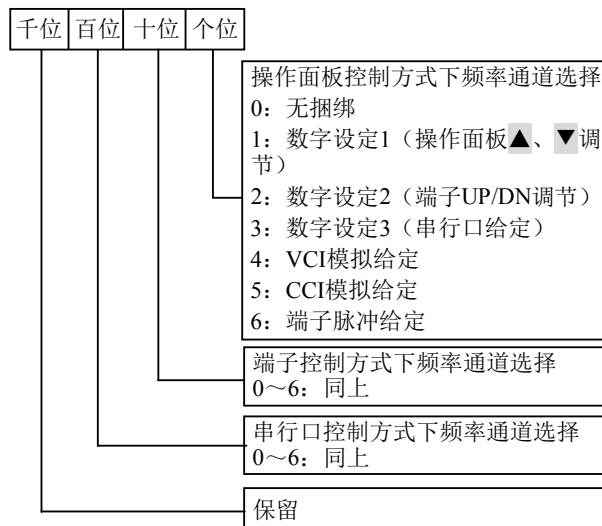 千位 百位 十位 个位
操作面板控制方式下频率通道选择
0：无捆绑
1：数字设定1（操作面板▲、▼调
节）
2：数字设定2（端子UP/DN调节）
3：数字设定3（串行口给定）
4：VCI模拟给定
5：CCI模拟给定
6：端子脉冲给定
端子控制方式下频率通道选择
0～6：同上
串行口控制方式下频率通道选择
0～6：同上
保留